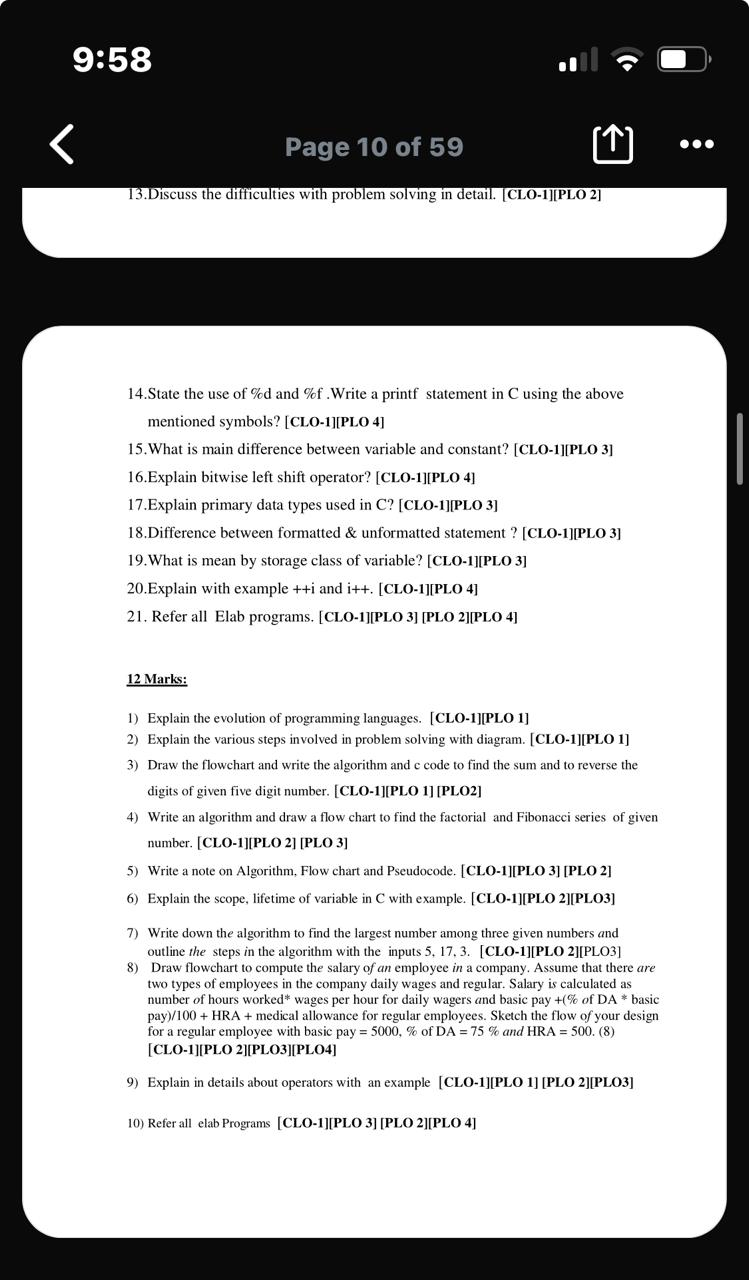 9:58
Page 10 of 59
13.Discuss the difficulties with problem solving in detail. [CLO-1][PLO 2]
14.State the use of %d and %f .Write a printf statement in C using the above
mentioned symbols? [CLO-1][PLO 4]
15.What is main difference between variable and constant? [CLO-1][PLO 3]
16.Explain bitwise left shift operator? [CLO-1][PLO 4]
17.Explain primary data types used in C? [CLO-1][PLO 3]
18.Difference between formatted & unformatted statement ? [CLO-1][PLO 3]
19.What is mean by storage class of variable? [CLO-1][PLO 3]
20.Explain with example ++i and i++. [CLO-1][PLO 4]
21. Refer all Elab programs. [CLO-1][PLO 3] [PLO 2][PLO 4]
12 Marks:
1) Explain the evolution of programming languages. [CLO-1][PLO 1]
2) Explain the various steps involved in problem solving with diagram. [CLO-1][PLO 1]
3) Draw the flowchart and write the algorithm and c code to find the sum and to reverse the
digits of given five digit number. [CLO-1][PLO 1] [PLO2]
4) Write an algorithm and draw a flow chart to find the factorial and Fibonacci series of given
number. [CLO-1][PLO 2] [PLO 3]
5) Write a note on Algorithm, Flow chart and Pseudocode. [CLO-1][PLO 3] [PLO 2]
6) Explain the scope, lifetime of variable in C with example. [CLO-1][PLO 2][PLO3]
7) Write down the algorithm to find the largest number among three given numbers and
outline the steps in the algorithm with the inputs 5, 17, 3. [CLO-1][PLO 2][PLO3]
8) Draw flowchart to compute the salary of an employee in a company. Assume that there are
two types of employees in the company daily wages and regular. Salary is calculated as
number of hours worked* wages per hour for daily wagers and basic pay +(% of DA * basic
pay)/100 + HRA + medical allowance for regular employees. Sketch the flow of your design
for a regular employee with basic pay = 5000, % of DA = 75 % and HRA = 500. (8)
[CLO-1][PLO 2][PLO3][PLO4]
9) Explain in details about operators with an example [CLO-1][PLO 1] [PLO 2][PLO3]
10) Refer all elab Programs [CLO-1][PLO 3] [PLO 2][PLO 4]